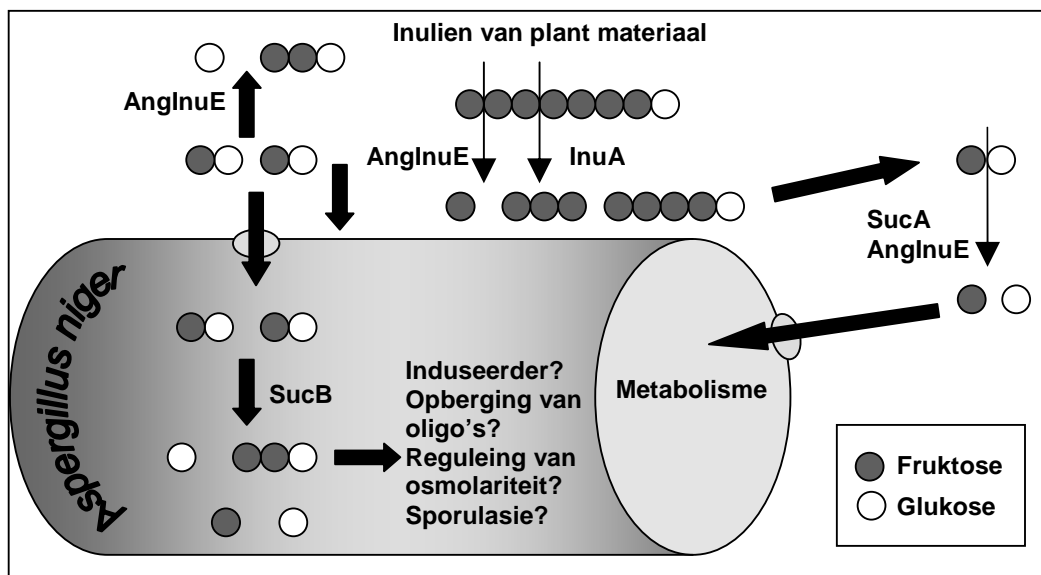 Inulien van plant materiaal
AngInuE
AngInuE
InuA
SucA
AngInuE
Aspergillus niger
SucB
Induseerder?
Opberging van
oligo's?
Reguleing van
osmolariteit?
Sporulasie?
Metabolisme
Fruktose
Glukose